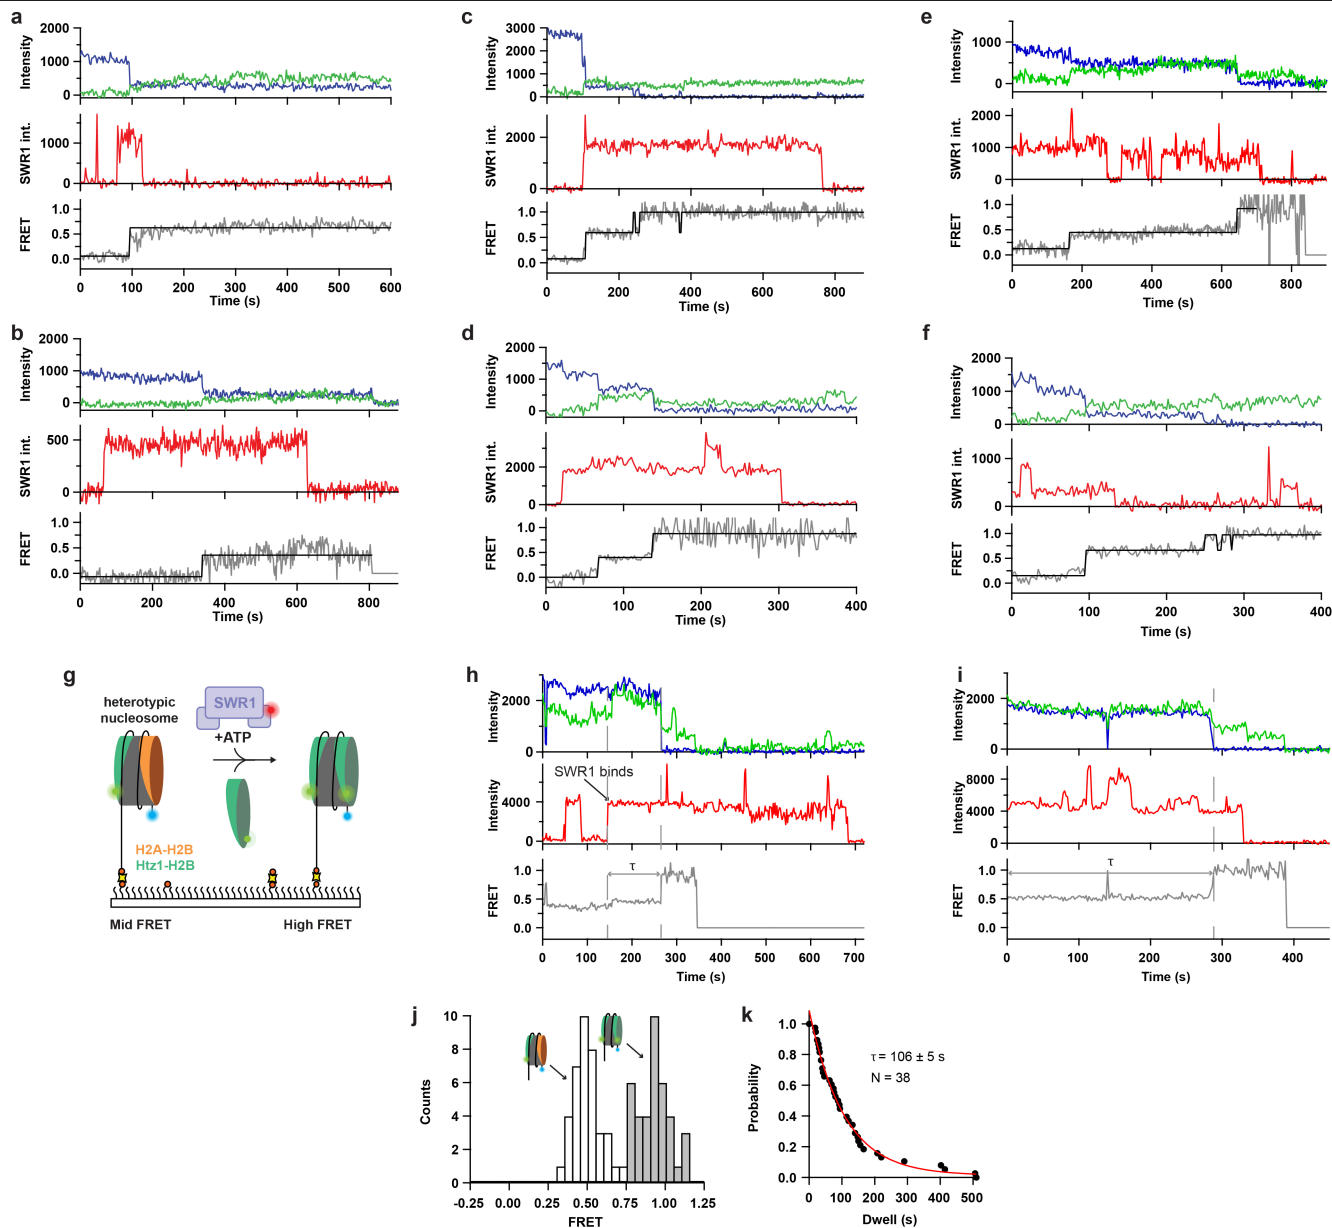 a
2000
1000
0
Intensity
1000
0
SWR1 int.
1.0
0.5
0.0
FRET
0 100 200 300 400 500 600
Time (s)
b
2000
1000
0
Intensity
500
0
SWR1 int.
1.0
0.5
0.0
FRET
0 200 400 600 800
Time (s)
c
3000
2000
1000
0
Intensity
2000
0
SWR1 int.
1.0
0.5
0.0
FRET
0 200 400 600 800
Time (s)
d
2000
1000
0
Intensity
2000
0
SWR1 int.
1.0
0.5
0.0
FRET
0 100 200 300 400
Time (s)
e
1000
0
Intensity
2000
1000
0
SWR1 int.
1.0
0.5
0.0
FRET
0 200 400 600 800
Time (s)
f
2000
1000
0
Intensity
1000
0
SWR1 int.
1.0
0.5
0.0
FRET
0 100 200 300 400
Time (s)
g
heterotypic
nucleosome
SWR1
+ATP
H2A-H2B
Htz1-H2B
Mid FRET
High FRET
h
2000
0
Intensity
SWR1 binds
4000
0
Intensity
τ
1.0
0.5
0.0
FRET
0 100 200 300 400 500 600 700
Time (s)
i
2000
0
Intensity
8000
4000
0
Intensity
τ
1.0
0.5
0.0
FRET
0 100 200 300 400
Time (s)
j
10
8
6
4
2
0
Counts
-0.25 0.00 0.25 0.50 0.75 1.00 1.25
FRET
k
1.0
0.8
0.6
0.4
0.2
0.0
Probability
τ = 106 ± 5 s
N = 38
0 100 200 300 400 500
Dwell (s)